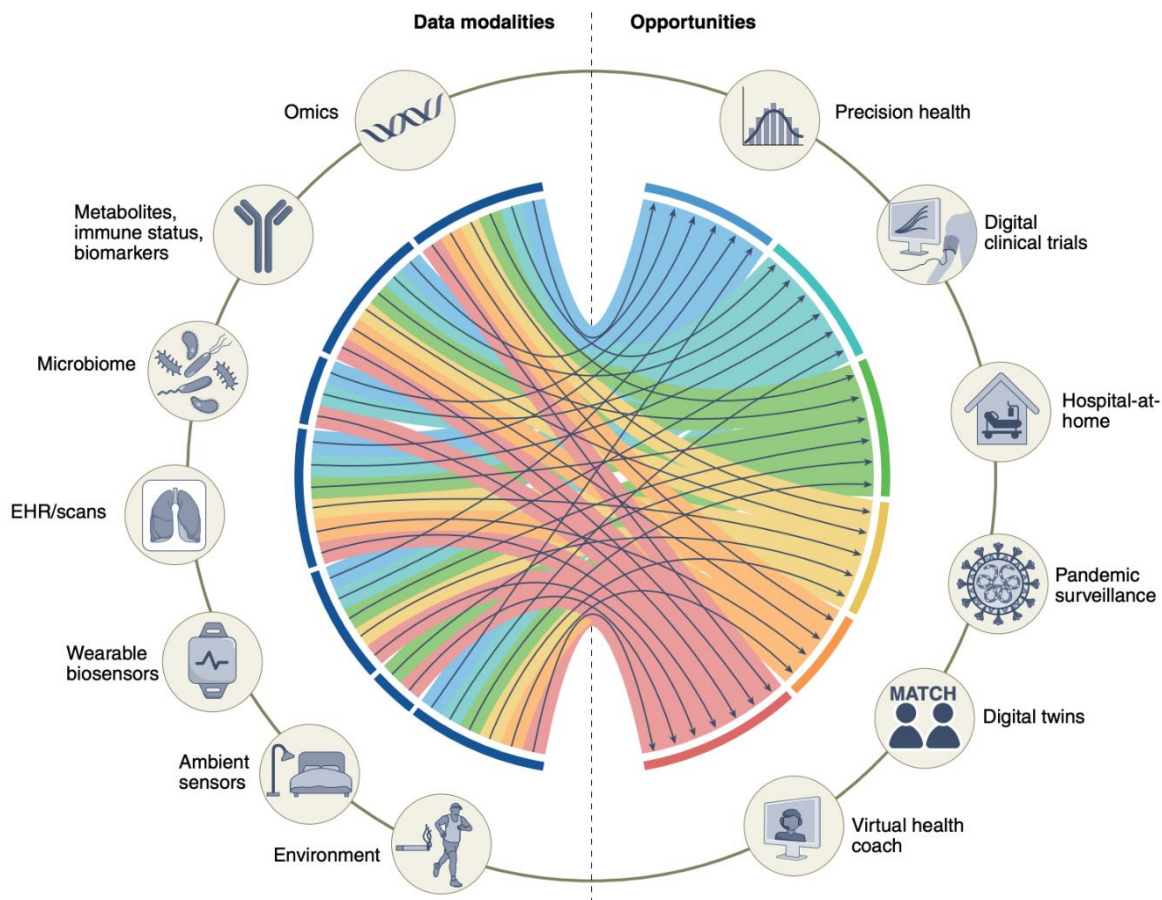 Data modalities
Opportunities
Omics
Metabolites,
immune status,
biomarkers
Microbiome
EHR/scans
Wearable
biosensors
Ambient
sensors
Environment
Precision health
Digital
clinical trials
Hospital-at-
home
Pandemic
surveillance
MATCH
Digital twins
Virtual health
coach